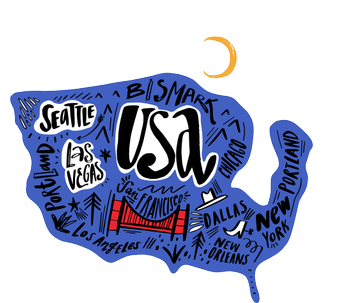 BISMARK
SEATTLE
USA
PORTLAND
CHICAGO
Portland
LAS
VEGAS
San
FRANCISCO
DALLAS
New
YORK
Los Angeles
NEW
ORLEANS